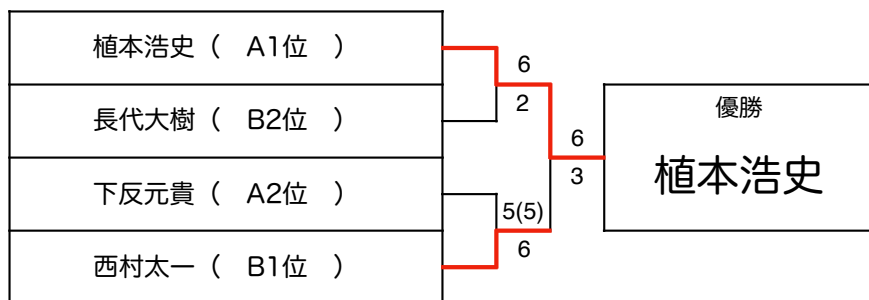 植本浩史（　A1位　）
長代大樹（　B2位　）
下反元貴（　A2位　）
西村太一（　B1位　）
6
2
5(5)
6
6
3
優勝
植本浩史